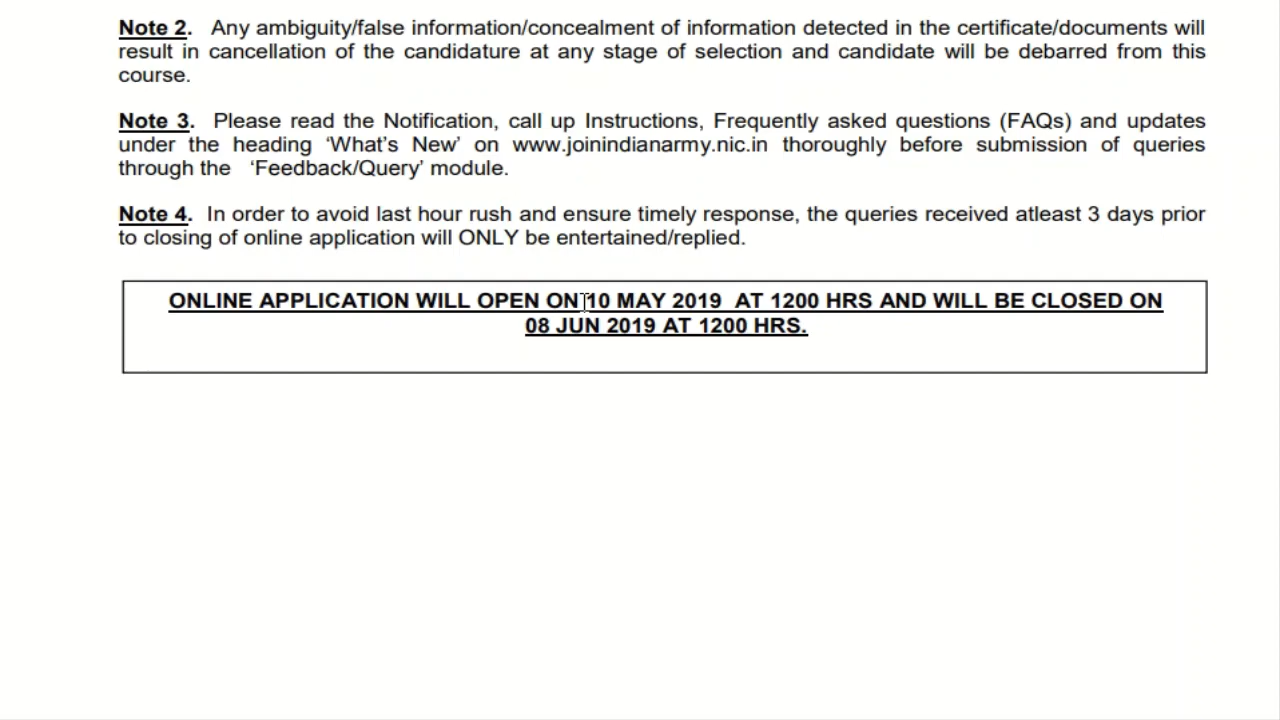 Note 2. Any ambiguity/false information/concealment of information detected in the certificate/documents will
result in cancellation of the candidature at any stage of selection and candidate will be debarred from this
course.
Note 3. Please read the Notification, call up Instructions, Frequently asked questions (FAQs) and updates
under the heading ‘What’s New’ on www.joinindianarmy.nic.in thoroughly before submission of queries
through the ‘Feedback/Query’ module.
Note 4. In order to avoid last hour rush and ensure timely response, the queries received atleast 3 days prior
to closing of online application will ONLY be entertained/replied.
ONLINE APPLICATION WILL OPEN ON 10 MAY 2019 AT 1200 HRS AND WILL BE CLOSED ON
08 JUN 2019 AT 1200 HRS.